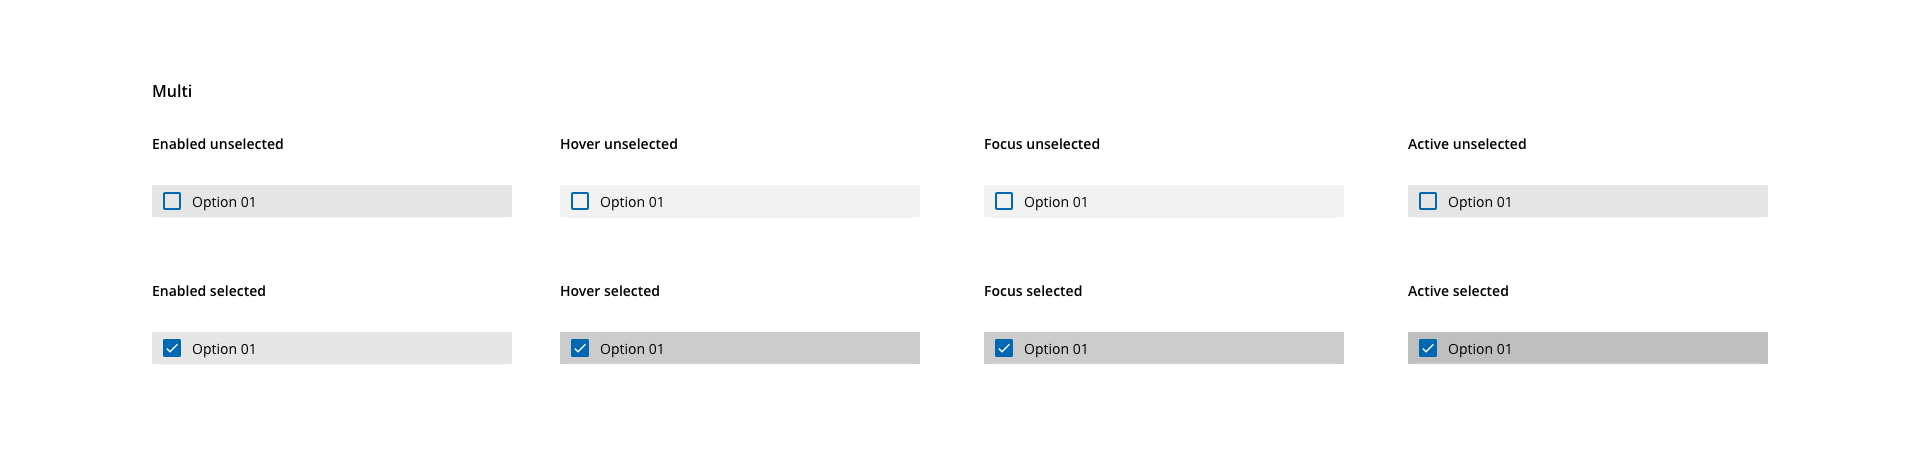 Multi
Enabled unselected
Hover unselected
Focus unselected
Active unselected
Option 01
Option 01
Option 01
Option 01
Enabled selected
Hover selected
Focus selected
Active selected
Option 01
Option 01
Option 01
Option 01